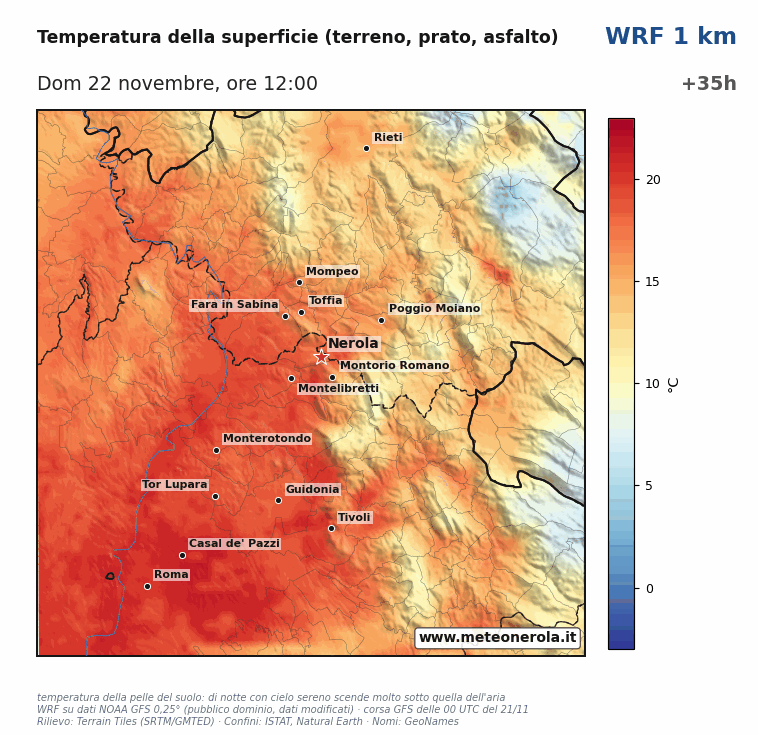 Temperatura della superficie (terreno, prato, asfalto)
WRF 1 km
Dom 22 novembre, ore 12:00
+35h
Rieti
Mompeo
Fara in Sabina
Toffia
Poggio Moiano
Nerola
Montorio Romano
Montelibretti
Monterotondo
Tor Lupara
Guidonia
Tivoli
Casal de' Pazzi
Roma
www.meteonerola.it
20
15
10
5
0
°C
temperatura della pelle del suolo: di notte con cielo sereno scende molto sotto quella dell'aria
WRF su dati NOAA GFS 0,25° (pubblico dominio, dati modificati) · corsa GFS delle 00 UTC del 21/11
Rilievo: Terrain Tiles (SRTM/GMTED) · Confini: ISTAT, Natural Earth · Nomi: GeoNames